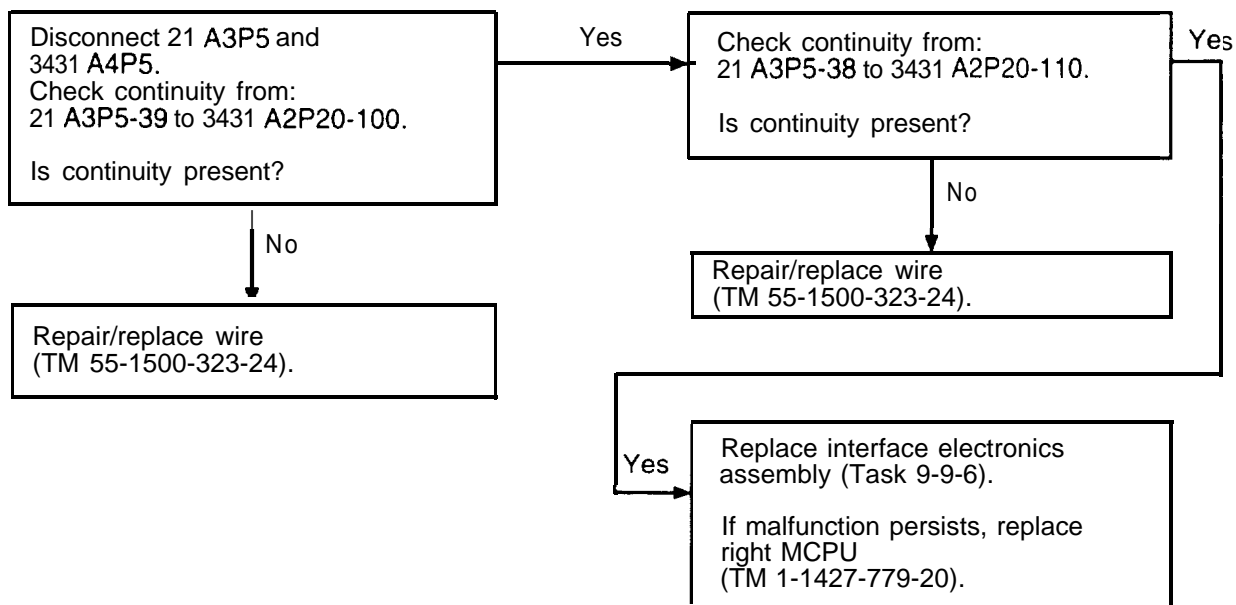 Disconnect 21 A3P5 and
3431 A4P5.
Check continuity from:
21 A3P5-39 to 3431 A2P20-100.
Is continuity present?
Yes
No
Repair/replace wire
(TM 55-1500-323-24).
Check continuity from:
21 A3P5-38 to 3431 A2P20-110.
Is continuity present?
Yes
No
Repair/replace wire
(TM 55-1500-323-24).
Yes
Replace interface electronics
assembly (Task 9-9-6).
If malfunction persists, replace
right MCPU
(TM 1-1427-779-20).